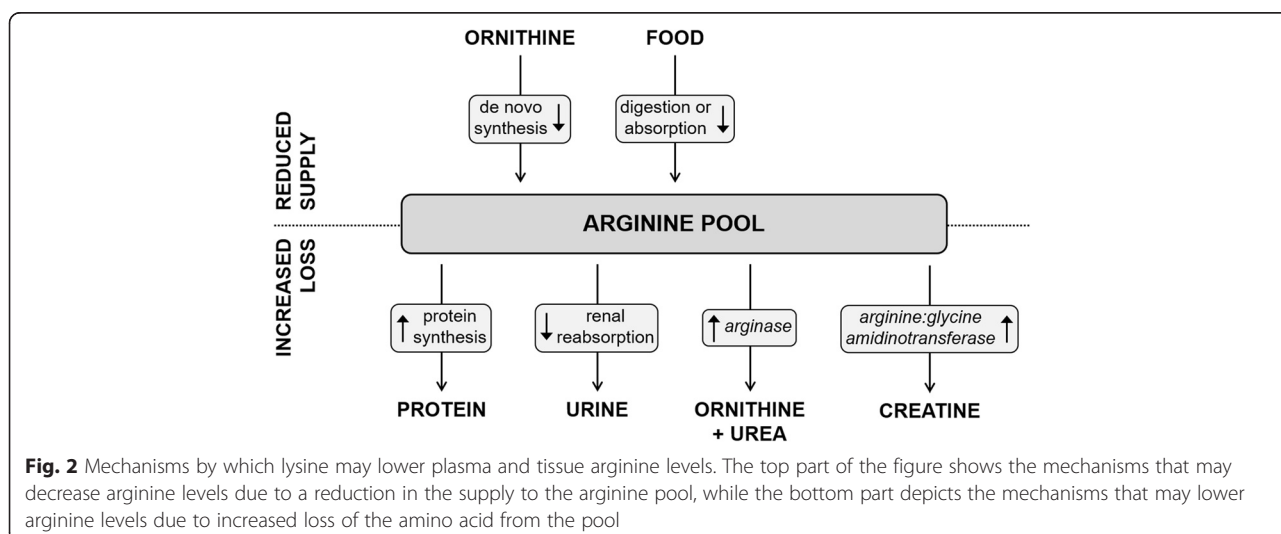 ORNITHINE
FOOD
de novo
synthesis
digestion or
absorption
REDUCED
SUPPLY
ARGININE POOL
INCREASED
LOSS
protein
synthesis
renal
reabsorption
arginase
arginine:glycine
amidinotransferase
PROTEIN
URINE
ORNITHINE
+ UREA
CREATINE
Fig. 2 Mechanisms by which lysine may lower plasma and tissue arginine levels. The top part of the figure shows the mechanisms that may
decrease arginine levels due to a reduction in the supply to the arginine pool, while the bottom part depicts the mechanisms that may lower
arginine levels due to increased loss of the amino acid from the pool